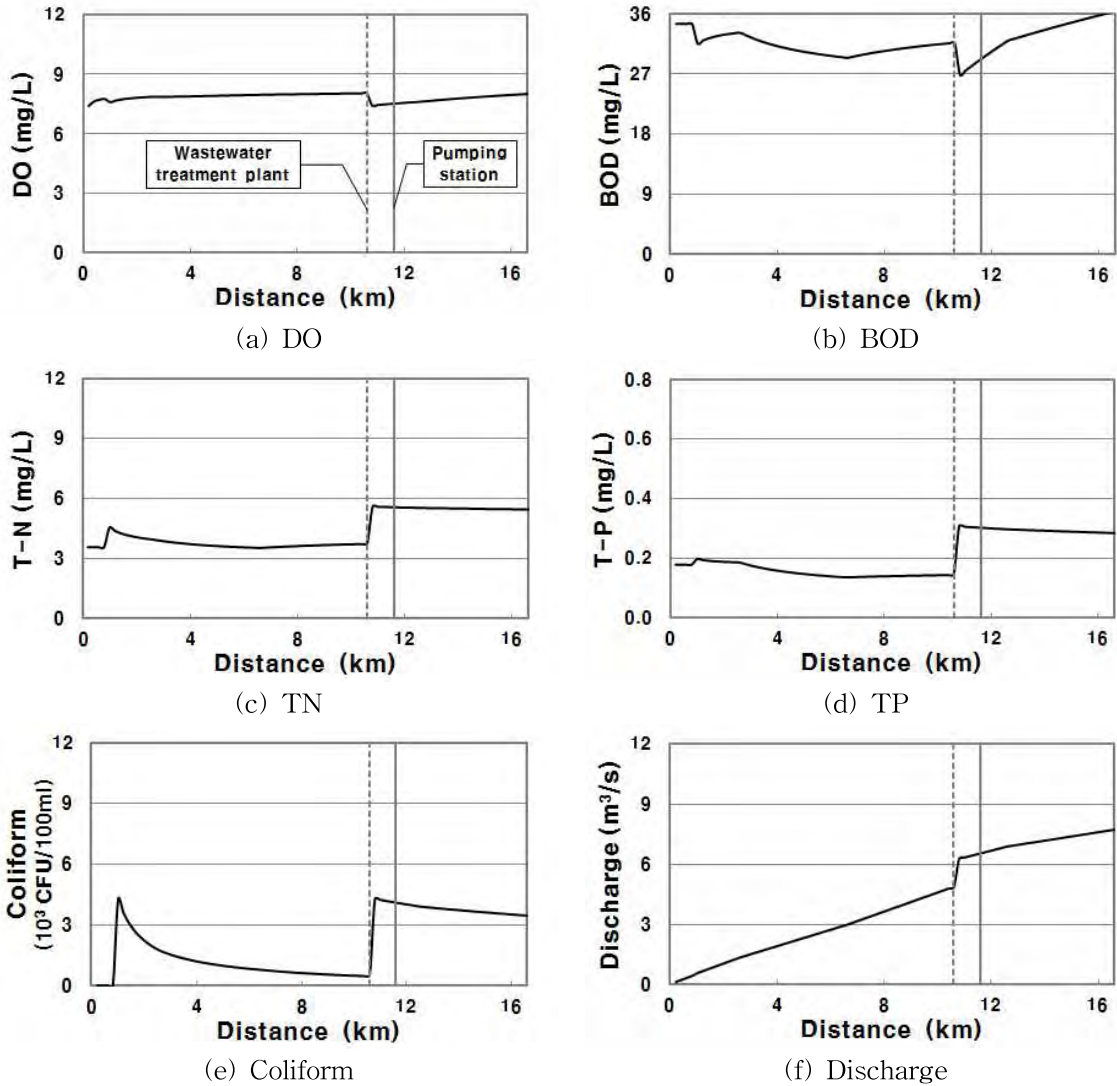 12
9
6
3
0
DO (mg/L)
Wastewater
treatment plant
Pumping
station
0 4 8 12 16
Distance (km)
(a) DO
36
27
18
9
0
BOD (mg/L)
0 4 8 12 16
Distance (km)
(b) BOD
12
9
6
3
0
T-N (mg/L)
0 4 8 12 16
Distance (km)
(c) TN
0.8
0.6
0.4
0.2
0.0
T-P (mg/L)
0 4 8 12 16
Distance (km)
(d) TP
12
9
6
3
0
Coliform
(10³ CFU/100ml)
0 4 8 12 16
Distance (km)
(e) Coliform
12
9
6
3
0
Discharge (m³/s)
0 4 8 12 16
Distance (km)
(f) Discharge